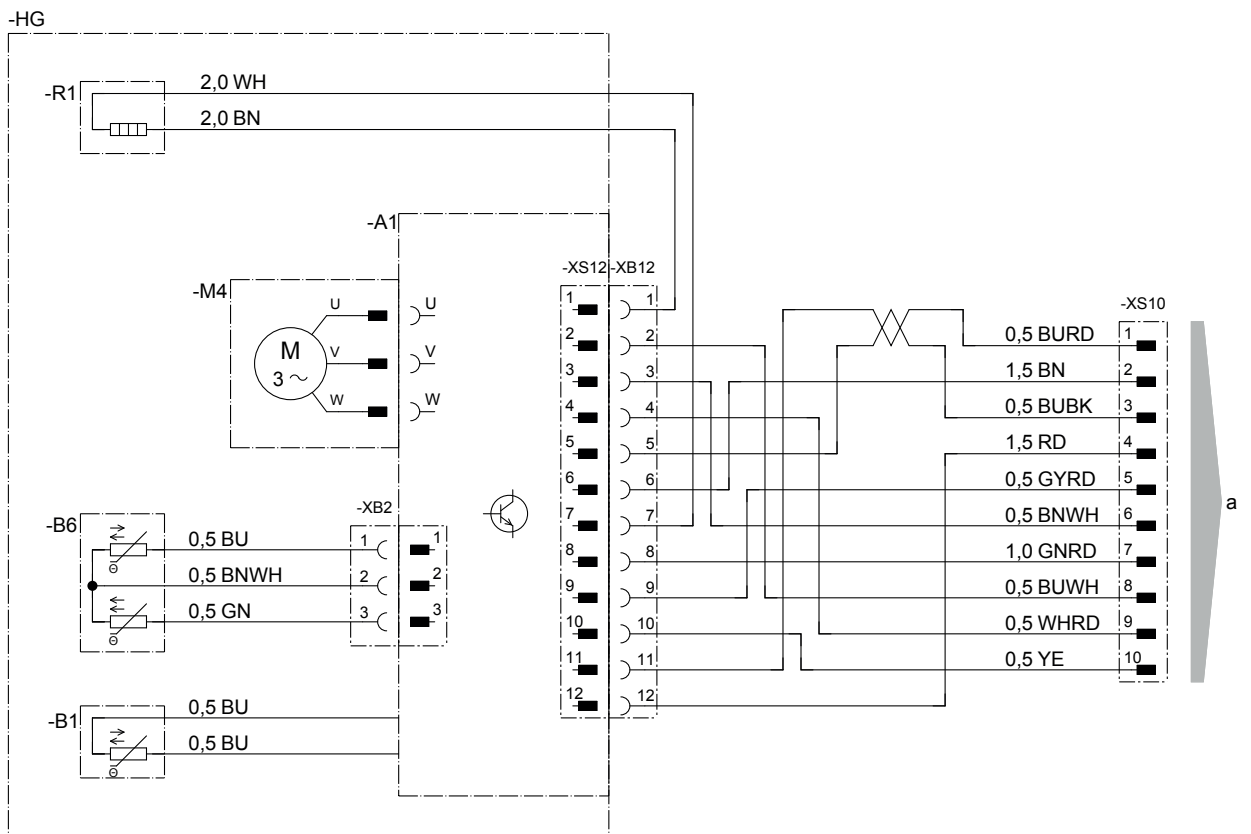 -HG
-R1
2,0 WH
2,0 BN
-A1
-M4
M
3 ~
U
V
W
U
V
W
-XS12
-XB12
1
2
3
4
5
6
7
8
9
10
11
12
1
2
3
4
5
6
7
8
9
10
11
12
-XS10
0,5 BURD
1
1,5 BN
2
0,5 BUBK
3
1,5 RD
4
0,5 GYRD
5
0,5 BNWH
6
1,0 GNRD
7
0,5 BUWH
8
0,5 WHRD
9
0,5 YE
10
a
-XB2
-B6
Θ
Θ
0,5 BU
1
1
0,5 BNWH
2
2
0,5 GN
3
3
-B1
Θ
0,5 BU
0,5 BU